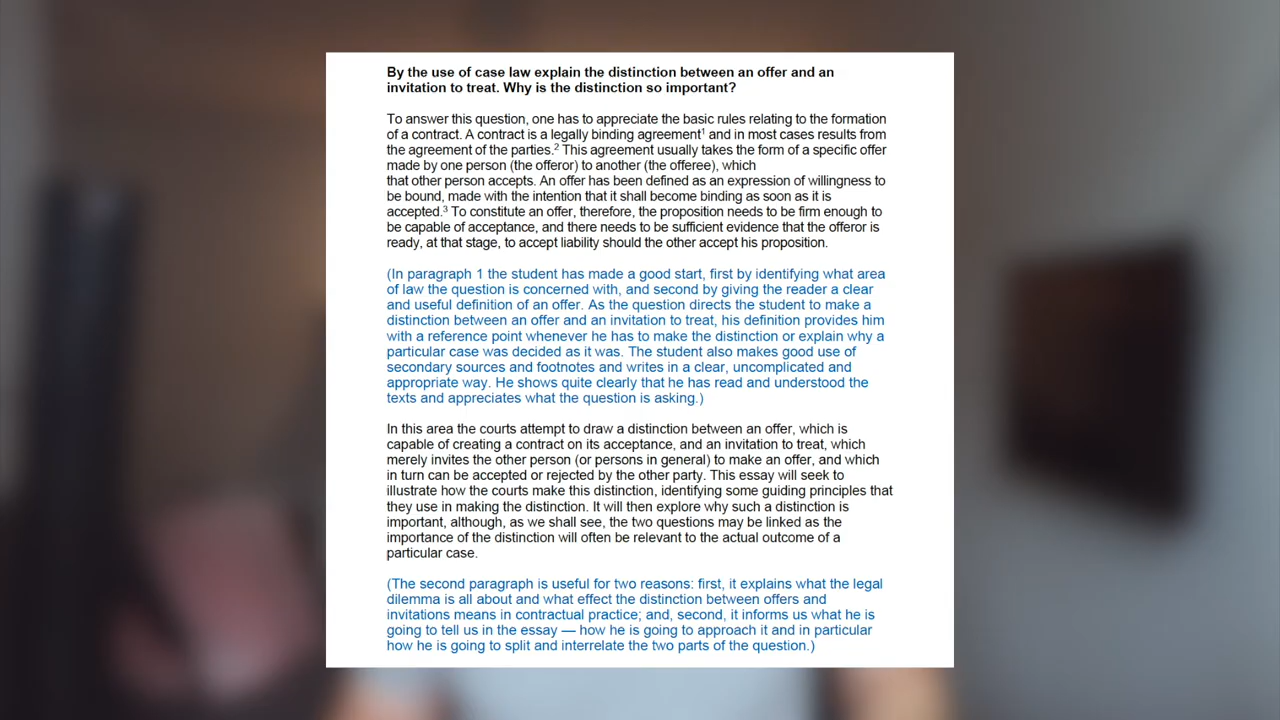 By the use of case law explain the distinction between an offer and an
invitation to treat. Why is the distinction so important?
To answer this question, one has to appreciate the basic rules relating to the formation
of a contract. A contract is a legally binding agreement¹ and in most cases results from
the agreement of the parties.² This agreement usually takes the form of a specific offer
made by one person (the offeror) to another (the offeree), which
that other person accepts. An offer has been defined as an expression of willingness to
be bound, made with the intention that it shall become binding as soon as it is
accepted.³ To constitute an offer, therefore, the proposition needs to be firm enough to
be capable of acceptance, and there needs to be sufficient evidence that the offeror is
ready, at that stage, to accept liability should the other accept his proposition.
(In paragraph 1 the student has made a good start, first by identifying what area
of law the question is concerned with, and second by giving the reader a clear
and useful definition of an offer. As the question directs the student to make a
distinction between an offer and an invitation to treat, his definition provides him
with a reference point whenever he has to make the distinction or explain why a
particular case was decided as it was. The student also makes good use of
secondary sources and footnotes and writes in a clear, uncomplicated and
appropriate way. He shows quite clearly that he has read and understood the
texts and appreciates what the question is asking.)
In this area the courts attempt to draw a distinction between an offer, which is
capable of creating a contract on its acceptance, and an invitation to treat, which
merely invites the other person (or persons in general) to make an offer, and which
in turn can be accepted or rejected by the other party. This essay will seek to
illustrate how the courts make this distinction, identifying some guiding principles that
they use in making the distinction. It will then explore why such a distinction is
important, although, as we shall see, the two questions may be linked as the
importance of the distinction will often be relevant to the actual outcome of a
particular case.
(The second paragraph is useful for two reasons: first, it explains what the legal
dilemma is all about and what effect the distinction between offers and
invitations means in contractual practice; and, second, it informs us what he is
going to tell us in the essay — how he is going to approach it and in particular
how he is going to split and interrelate the two parts of the question.)